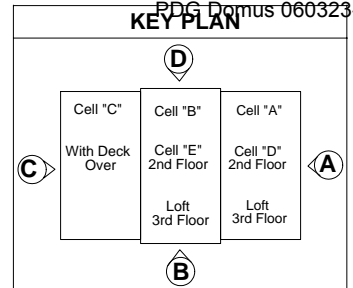 PDG Domus 060323
KEY PLAN
D
Cell "C"
With Deck
Over
Cell "B"
Cell "E"
2nd Floor
Loft
3rd Floor
Cell "A"
Cell "D"
2nd Floor
Loft
3rd Floor
C
A
B